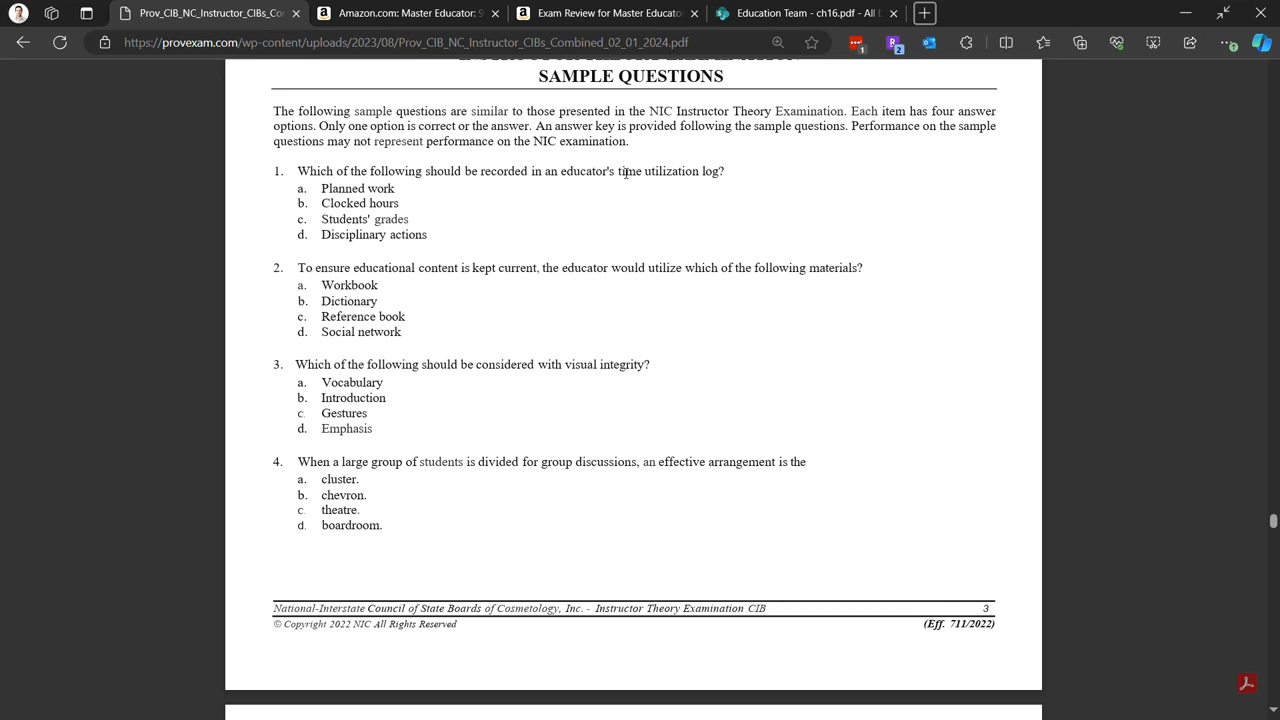 Prov_CIB_NC_Instructor_CIBs_Co
Amazon.com: Master Educator: 9
Exam Review for Master Educato
Education Team - ch16.pdf - All D
https://provexam.com/wp-content/uploads/2023/08/Prov_CIB_NC_Instructor_CIBs_Combined_02_01_2024.pdf
1
2
SAMPLE QUESTIONS
The following sample questions are similar to those presented in the NIC Instructor Theory Examination. Each item has four answer
options. Only one option is correct or the answer. An answer key is provided following the sample questions. Performance on the sample
questions may not represent performance on the NIC examination.
1. Which of the following should be recorded in an educator's time utilization log?
a. Planned work
b. Clocked hours
c. Students' grades
d. Disciplinary actions
2. To ensure educational content is kept current, the educator would utilize which of the following materials?
a. Workbook
b. Dictionary
c. Reference book
d. Social network
3. Which of the following should be considered with visual integrity?
a. Vocabulary
b. Introduction
c. Gestures
d. Emphasis
4. When a large group of students is divided for group discussions, an effective arrangement is the
a. cluster.
b. chevron.
c. theatre.
d. boardroom.
National-Interstate Council of State Boards of Cosmetology, Inc. - Instructor Theory Examination CIB 3
© Copyright 2022 NIC All Rights Reserved (Eff. 711/2022)